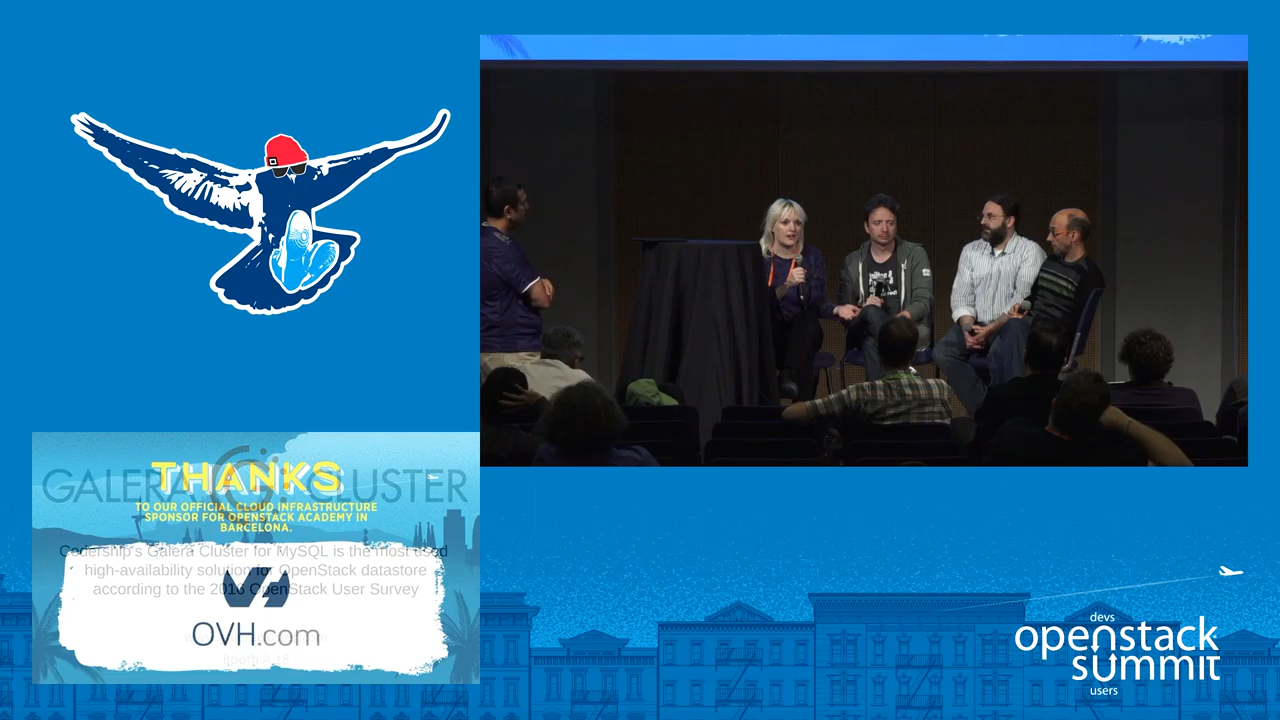 THANKS
GALERA CLUSTER
TO OUR OFFICIAL CLOUD INFRASTRUCTURE
SPONSOR FOR OPENSTACK ACADEMY IN
BARCELONA.
Codership's Galera Cluster for MySQL is the most used
high-availability solution for OpenStack datastore
according to the 2016 OpenStack User Survey
OVH.com
devs
openstack
summit
users